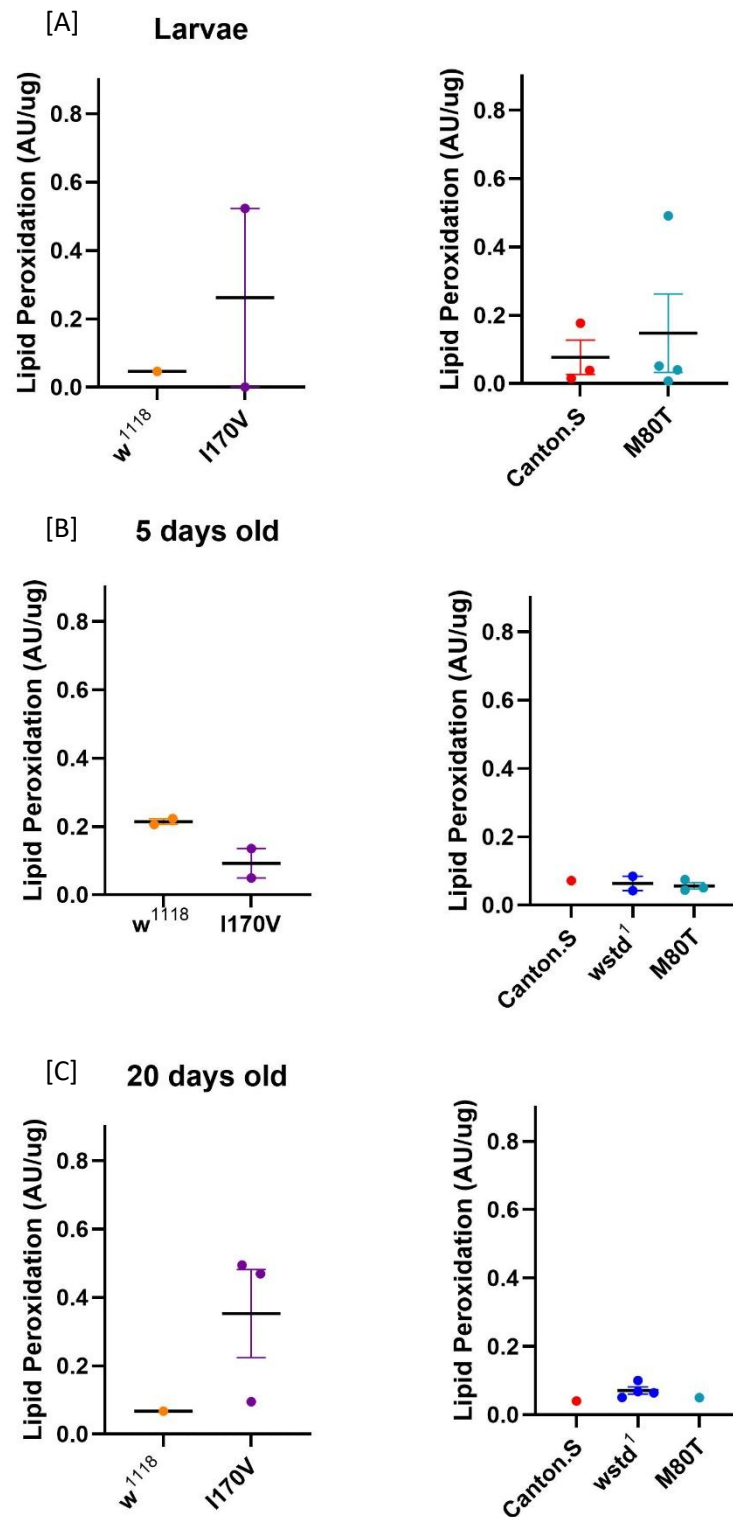 [A] Larvae
Lipid Peroxidation (AU/ug)
0.8
0.6
0.4
0.2
0.0
w1118
I170V
Lipid Peroxidation (AU/ug)
0.8
0.6
0.4
0.2
0.0
Canton.S
M80T
[B] 5 days old
Lipid Peroxidation (AU/ug)
0.8
0.6
0.4
0.2
0.0
w1118
I170V
Lipid Peroxidation (AU/ug)
0.8
0.6
0.4
0.2
0.0
Canton.S
wstd1
M80T
[C] 20 days old
Lipid Peroxidation (AU/ug)
0.8
0.6
0.4
0.2
0.0
w1118
I170V
Lipid Peroxidation (AU/ug)
0.8
0.6
0.4
0.2
0.0
Canton.S
wstd1
M80T